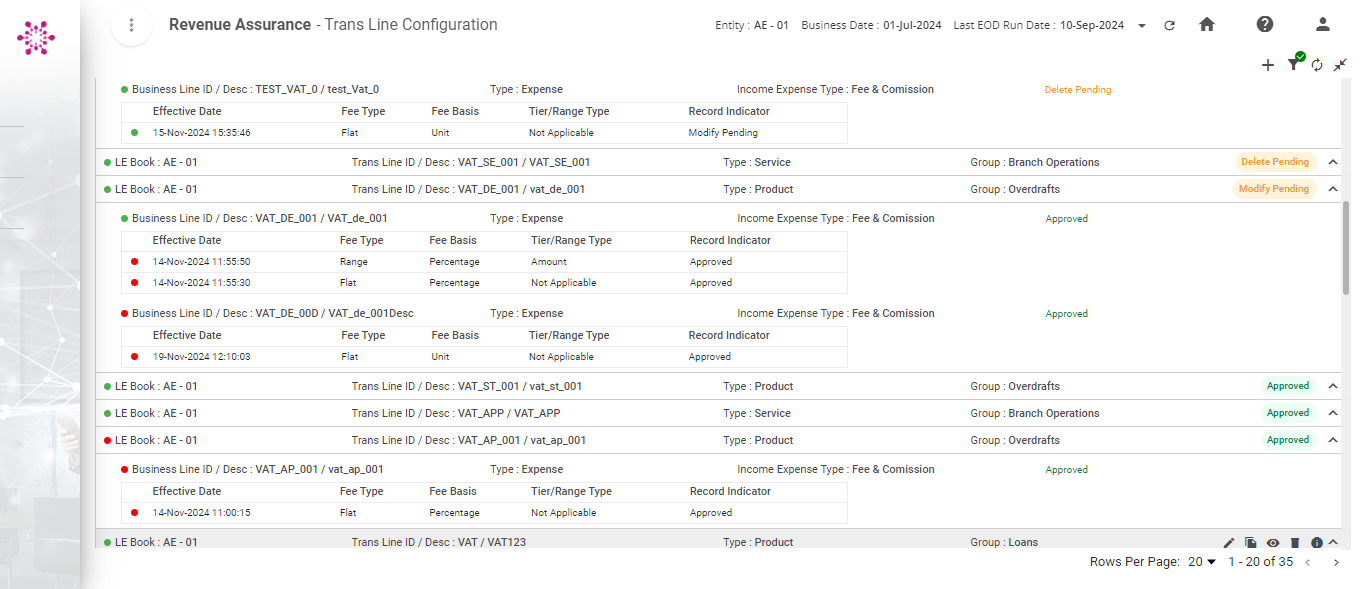 Revenue Assurance - Trans Line Configuration Entity : AE - 01 Business Date : 01-Jul-2024 Last EOD Run Date : 10-Sep-2024
Business Line ID / Desc : TEST_VAT_0 / test_Vat_0 Type : Expense Income Expense Type : Fee & Comission Delete Pending
Effective Date Fee Type Fee Basis Tier/Range Type Record Indicator
15-Nov-2024 15:35:46 Flat Unit Not Applicable Modify Pending
LE Book : AE - 01 Trans Line ID / Desc : VAT_SE_001 / VAT_SE_001 Type : Service Group : Branch Operations Delete Pending
LE Book : AE - 01 Trans Line ID / Desc : VAT_DE_001 / vat_de_001 Type : Product Group : Overdrafts Modify Pending
Business Line ID / Desc : VAT_DE_001 / VAT_de_001 Type : Expense Income Expense Type : Fee & Comission Approved
Effective Date Fee Type Fee Basis Tier/Range Type Record Indicator
14-Nov-2024 11:55:50 Range Percentage Amount Approved
14-Nov-2024 11:55:30 Flat Percentage Not Applicable Approved
Business Line ID / Desc : VAT_DE_00D / VAT_de_001Desc Type : Expense Income Expense Type : Fee & Comission Approved
Effective Date Fee Type Fee Basis Tier/Range Type Record Indicator
19-Nov-2024 12:10:03 Flat Unit Not Applicable Approved
LE Book : AE - 01 Trans Line ID / Desc : VAT_ST_001 / vat_st_001 Type : Product Group : Overdrafts Approved
LE Book : AE - 01 Trans Line ID / Desc : VAT_APP / VAT_APP Type : Service Group : Branch Operations Approved
LE Book : AE - 01 Trans Line ID / Desc : VAT_AP_001 / vat_ap_001 Type : Product Group : Overdrafts Approved
Business Line ID / Desc : VAT_AP_001 / vat_ap_001 Type : Expense Income Expense Type : Fee & Comission Approved
Effective Date Fee Type Fee Basis Tier/Range Type Record Indicator
14-Nov-2024 11:00:15 Flat Percentage Not Applicable Approved
LE Book : AE - 01 Trans Line ID / Desc : VAT / VAT123 Type : Product Group : Loans
Rows Per Page: 20 1 - 20 of 35